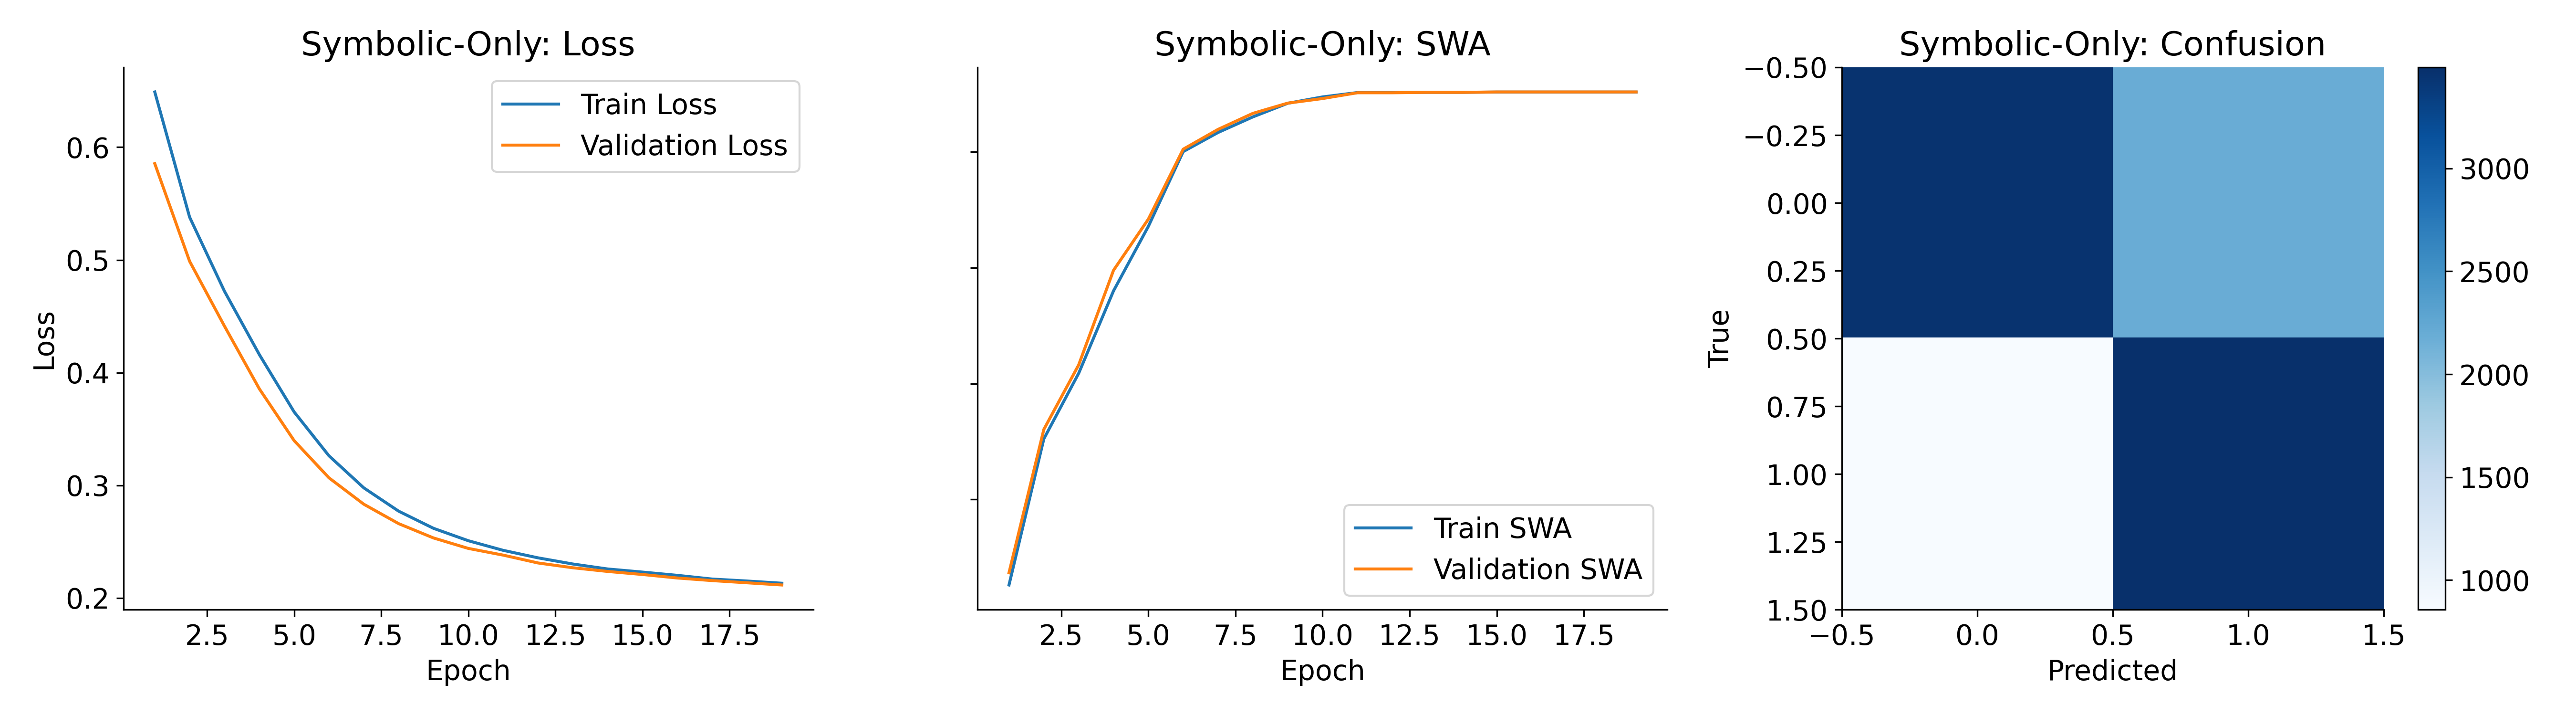 Symbolic-Only: Loss
Train Loss
Validation Loss
0.6
0.5
0.4
0.3
0.2
Loss
2.5 5.0 7.5 10.0 12.5 15.0 17.5
Epoch
Symbolic-Only: SWA
Train SWA
Validation SWA
2.5 5.0 7.5 10.0 12.5 15.0 17.5
Epoch
Symbolic-Only: Confusion
−0.50
−0.25
0.00
0.25
0.50
0.75
1.00
1.25
1.50
True
−0.5 0.0 0.5 1.0 1.5
Predicted
3000
2500
2000
1500
1000